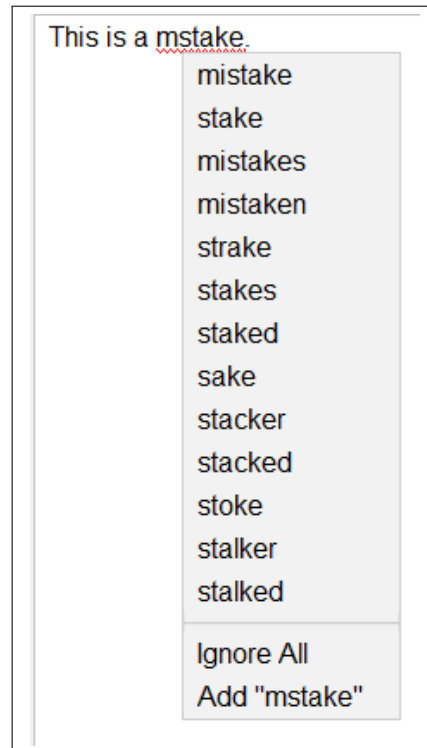 This is a mstake.
mistake
stake
mistakes
mistaken
strake
stakes
staked
sake
stacker
stacked
stoke
stalker
stalked
Ignore All
Add "mstake"